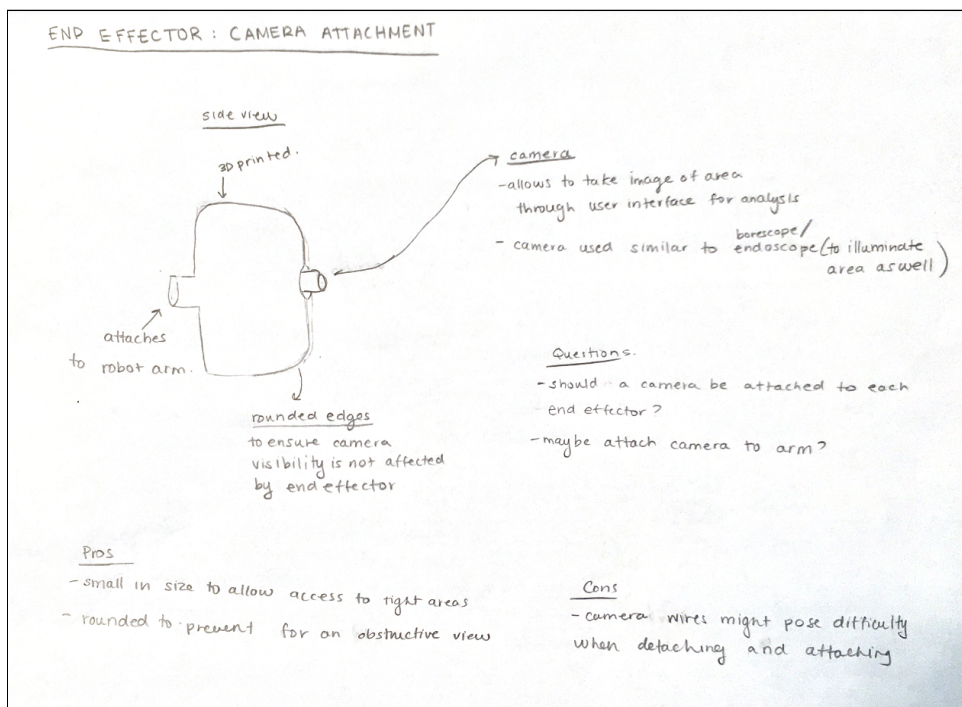 END EFFECTOR : CAMERA ATTACHMENT
side view
3D printed.
camera
-allows to take image of area
through user interface for analysis
- camera used similar to borescope/
endoscope (to illuminate
area as well)
attaches
to robot arm.
rounded edges
to ensure camera
visibility is not affected
by end effector
Questions.
-should a camera be attached to each
end effector?
-maybe attach camera to arm?
Pros
- small in size to allow access to tight areas
- rounded to prevent for an obstructive view
Cons
-camera wires might pose difficulty
when detaching and attaching